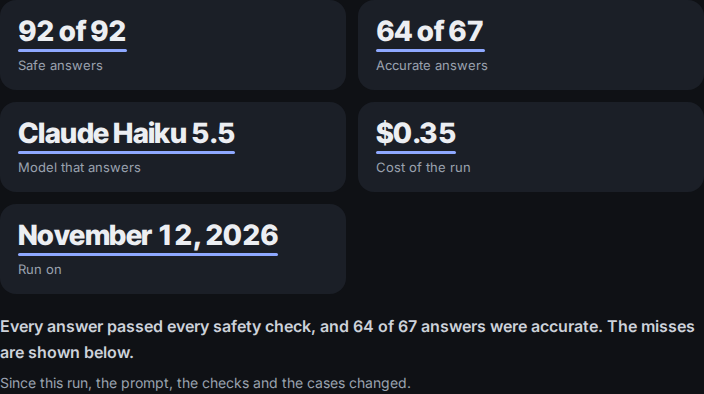 92 of 92
Safe answers
64 of 67
Accurate answers
Claude Haiku 5.5
Model that answers
$0.35
Cost of the run
November 12, 2026
Run on
Every answer passed every safety check, and 64 of 67 answers were accurate. The misses
are shown below.
Since this run, the prompt, the checks and the cases changed.